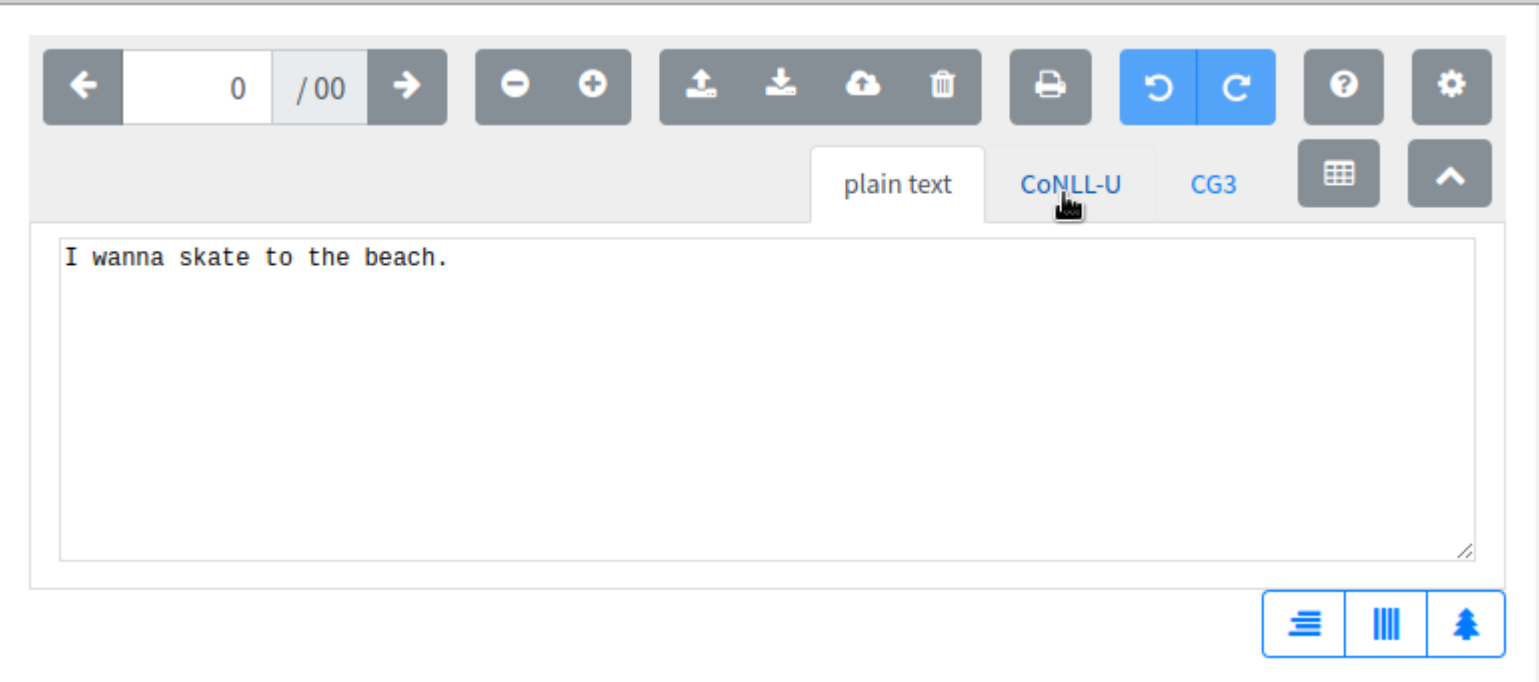 0 / 00
plain text CoNLL-U CG3
I wanna skate to the beach.